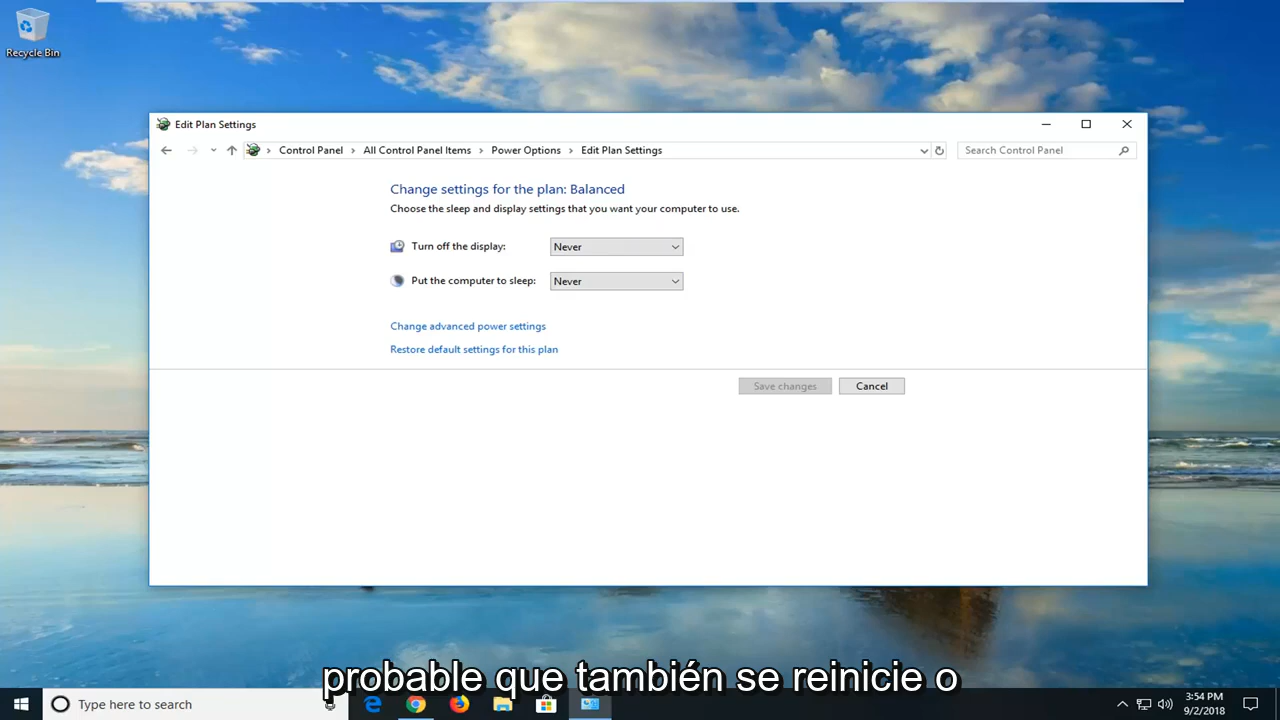 Recycle Bin
Edit Plan Settings
Control Panel > All Control Panel Items > Power Options > Edit Plan Settings
Search Control Panel
Change settings for the plan: Balanced
Choose the sleep and display settings that you want your computer to use.
Turn off the display: Never
Put the computer to sleep: Never
Change advanced power settings
Restore default settings for this plan
Save changes Cancel
probable que también se reinicie o
Type here to search
3:54 PM
9/2/2018